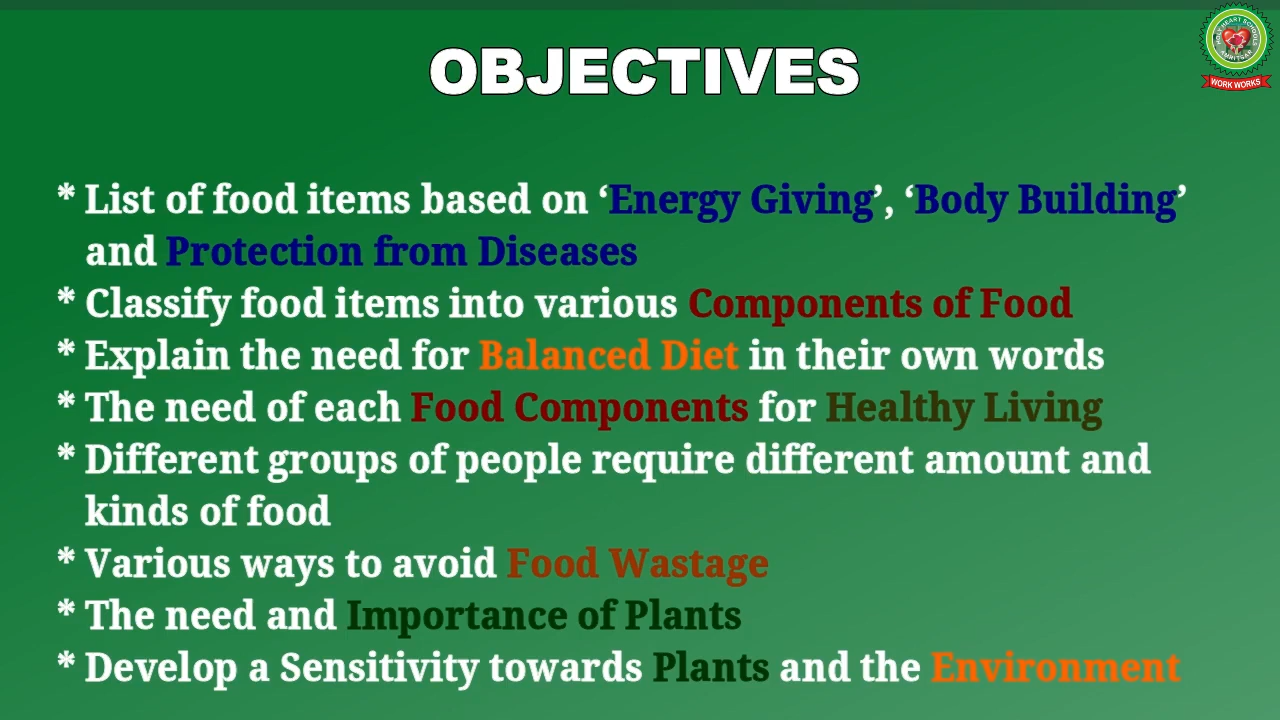 OBJECTIVES
WORK WORKS
* List of food items based on ‘Energy Giving’, ‘Body Building’
and Protection from Diseases
* Classify food items into various Components of Food
* Explain the need for Balanced Diet in their own words
* The need of each Food Components for Healthy Living
* Different groups of people require different amount and
kinds of food
* Various ways to avoid Food Wastage
* The need and Importance of Plants
* Develop a Sensitivity towards Plants and the Environment